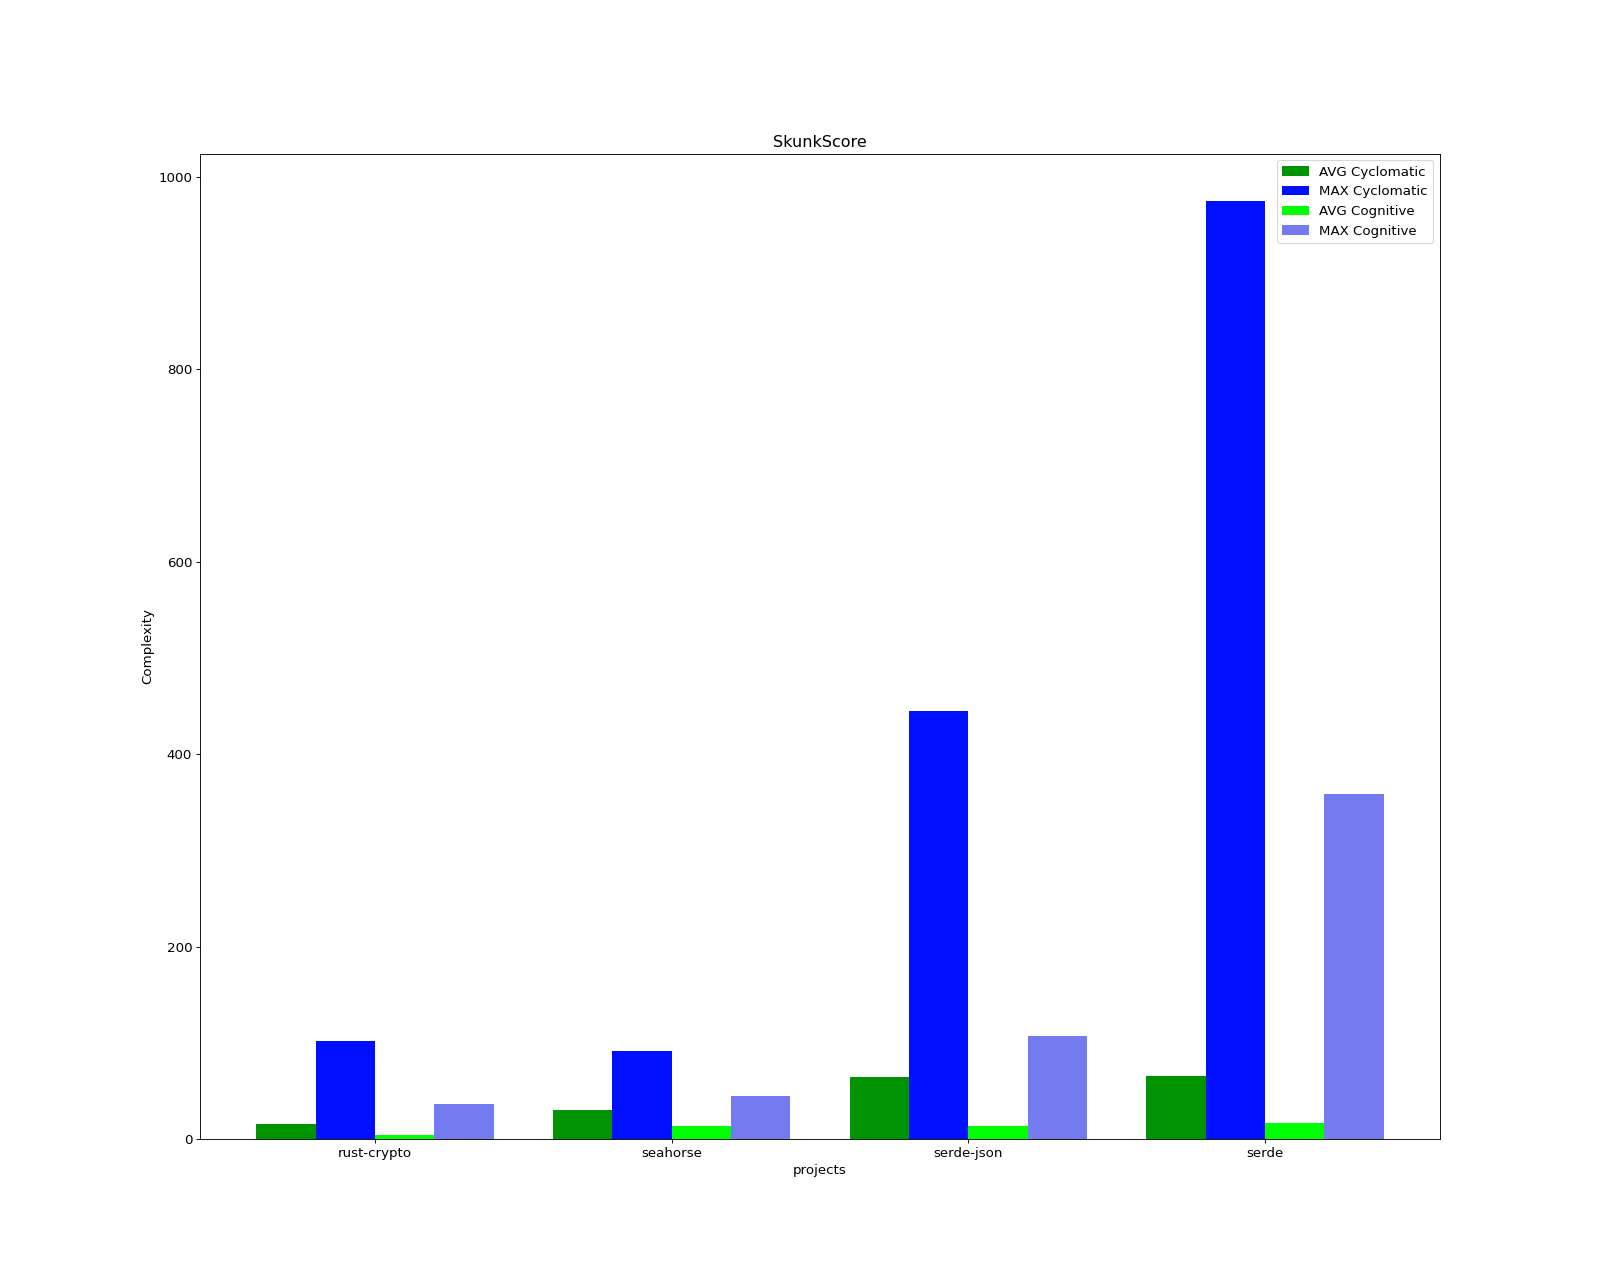 SkunkScore
1000
800
600
400
200
0
Complexity
AVG Cyclomatic
MAX Cyclomatic
AVG Cognitive
MAX Cognitive
rust-crypto
seahorse
serde-json
serde
projects